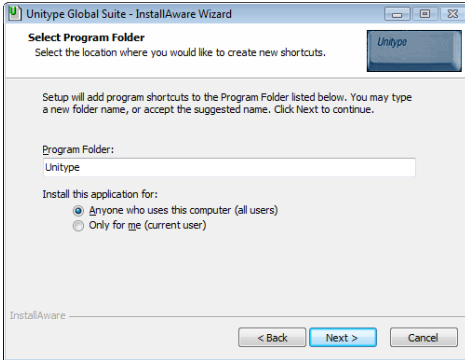 Unitype Global Suite - InstallAware Wizard
Select Program Folder
Select the location where you would like to create new shortcuts.
Unitype
Setup will add program shortcuts to the Program Folder listed below. You may type
a new folder name, or accept the suggested name. Click Next to continue.
Program Folder:
Unitype
Install this application for:
Anyone who uses this computer (all users)
Only for me (current user)
InstallAware
< Back
Next >
Cancel